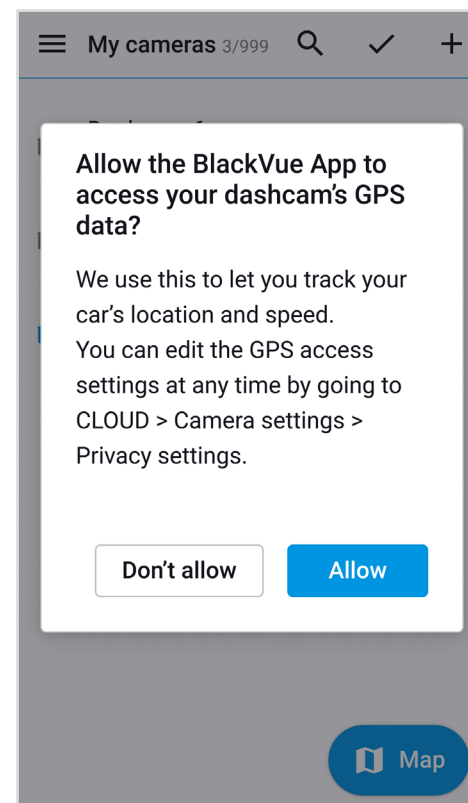 My cameras 3/999
Allow the BlackVue App to
access your dashcam's GPS
data?
We use this to let you track your
car's location and speed.
You can edit the GPS access
settings at any time by going to
CLOUD > Camera settings >
Privacy settings.
Don't allow
Allow
Map